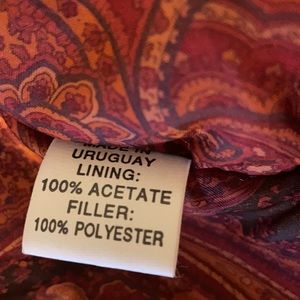 MADE IN
URUGUAY
LINING:
100% ACETATE
FILLER:
100% POLYESTER